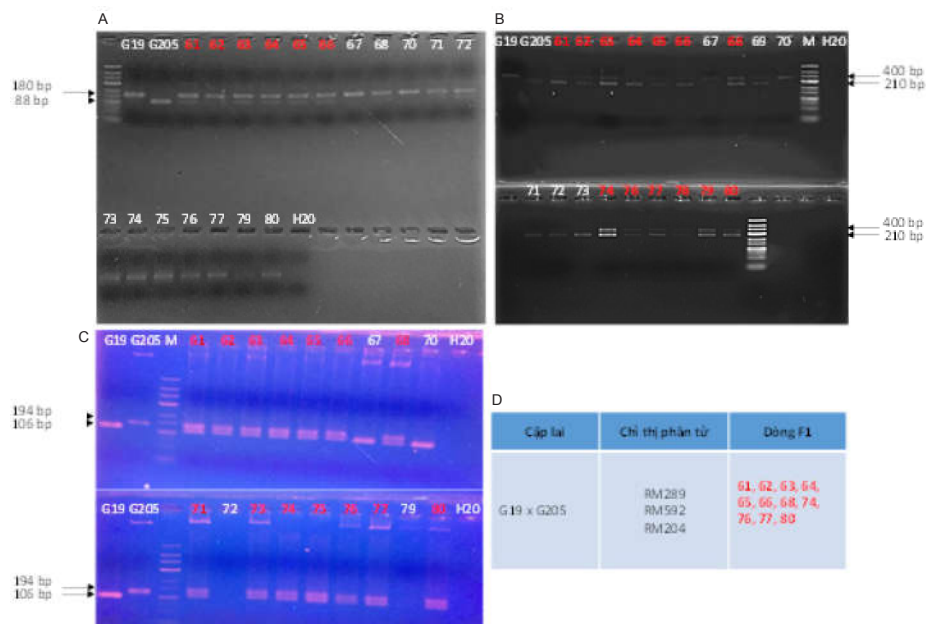 A
G19 G205 61 62 63 64 65 66 67 68 70 71 72
180 bp
88 bp
73 74 75 76 77 79 80 H20
B
G19 G205 61 62 63 64 65 66 67 68 69 70 M H20
400 bp
210 bp
71 72 73 74 76 77 78 79 80
400 bp
210 bp
C
G19 G205 M 61 62 63 64 67 68 70 H20
194 bp
106 bp
G19 G205 71 72 73 74 76 77 79 80 H20
194 bp
106 bp
D
Cặp lai Chỉ thị phân tử Dòng F1
G19 x G205
RM289
RM592
RM204
61, 62, 63, 64,
65, 66, 68, 74,
76, 77, 80